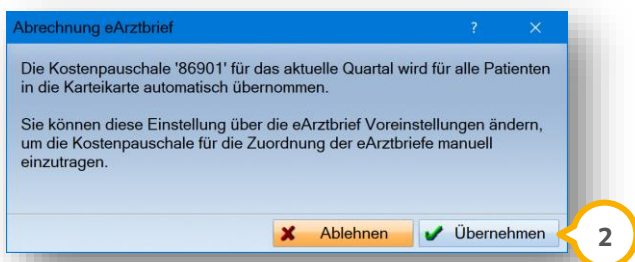 Abrechnung eArztbrief ? ×
Die Kostenpauschale '86901' für das aktuelle Quartal wird für alle Patienten
in die Karteikarte automatisch übernommen.
Sie können diese Einstellung über die eArztbrief Voreinstellungen ändern,
um die Kostenpauschale für die Zuordnung der eArztbriefe manuell
einzutragen.
Ablehnen Übernehmen 2